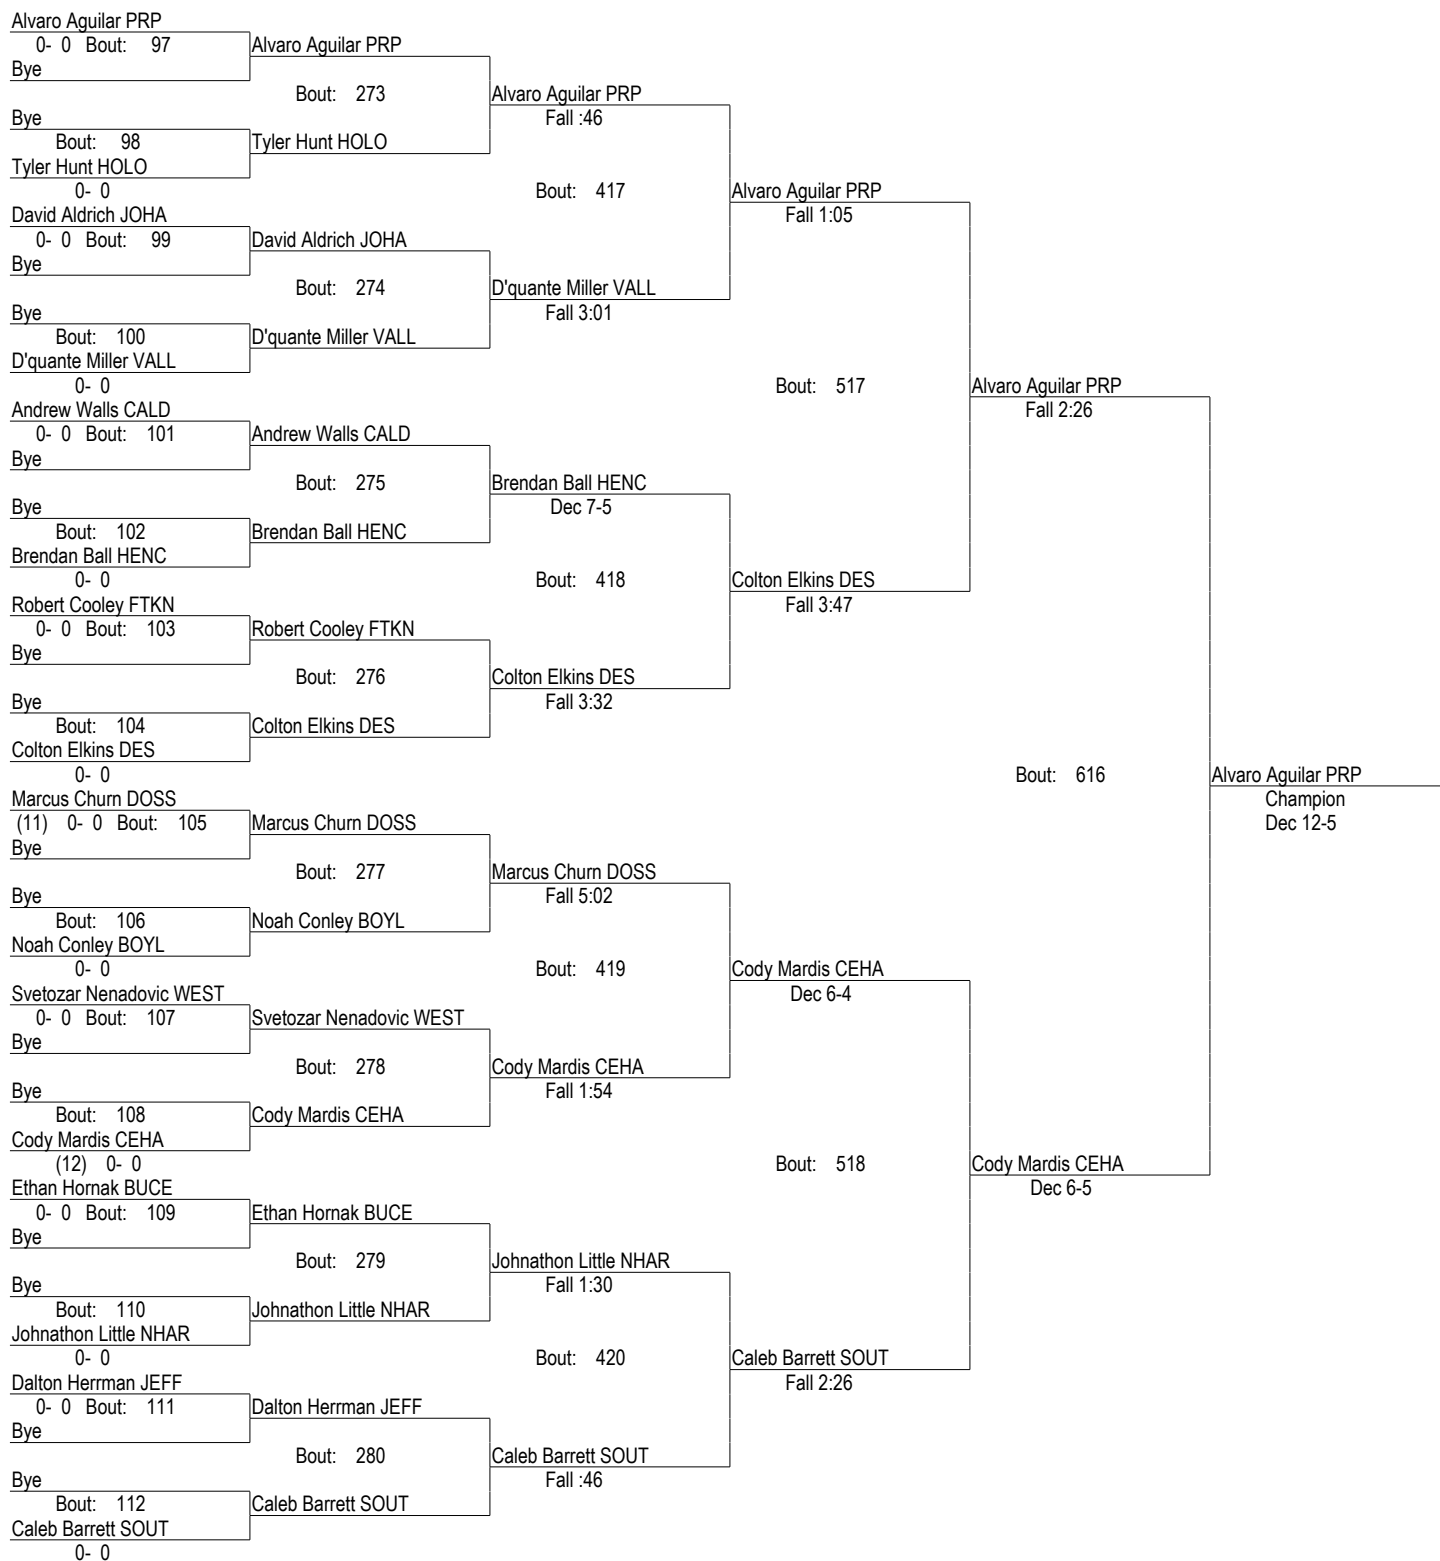 Alvaro Aguilar PRP
0- 0 Bout: 97
Alvaro Aguilar PRP
Bye
Bout: 273
Alvaro Aguilar PRP
Bye
Fall :46
Bout: 98
Tyler Hunt HOLO
Tyler Hunt HOLO
0- 0
Bout: 417
Alvaro Aguilar PRP
David Aldrich JOHA
Fall 1:05
0- 0 Bout: 99
David Aldrich JOHA
Bye
Bout: 274
D'quante Miller VALL
Bye
Fall 3:01
Bout: 100
D'quante Miller VALL
D'quante Miller VALL
0- 0
Bout: 517
Alvaro Aguilar PRP
Andrew Walls CALD
Fall 2:26
0- 0 Bout: 101
Andrew Walls CALD
Bye
Bout: 275
Brendan Ball HENC
Bye
Dec 7-5
Bout: 102
Brendan Ball HENC
Brendan Ball HENC
0- 0
Bout: 418
Colton Elkins DES
Robert Cooley FTKN
Fall 3:47
0- 0 Bout: 103
Robert Cooley FTKN
Bye
Bout: 276
Colton Elkins DES
Bye
Fall 3:32
Bout: 104
Colton Elkins DES
Colton Elkins DES
0- 0
Bout: 616
Alvaro Aguilar PRP
Marcus Churn DOSS
Champion
(11) 0- 0 Bout: 105
Marcus Churn DOSS
Dec 12-5
Bye
Bout: 277
Marcus Churn DOSS
Bye
Fall 5:02
Bout: 106
Noah Conley BOYL
Noah Conley BOYL
0- 0
Bout: 419
Cody Mardis CEHA
Svetozar Nenadovic WEST
Dec 6-4
0- 0 Bout: 107
Svetozar Nenadovic WEST
Bye
Bout: 278
Cody Mardis CEHA
Bye
Fall 1:54
Bout: 108
Cody Mardis CEHA
Cody Mardis CEHA
(12) 0- 0
Bout: 518
Cody Mardis CEHA
Ethan Hornak BUCE
Dec 6-5
0- 0 Bout: 109
Ethan Hornak BUCE
Bye
Bout: 279
Johnathon Little NHAR
Bye
Fall 1:30
Bout: 110
Johnathon Little NHAR
Johnathon Little NHAR
0- 0
Bout: 420
Caleb Barrett SOUT
Dalton Herrman JEFF
Fall 2:26
0- 0 Bout: 111
Dalton Herrman JEFF
Bye
Bout: 280
Caleb Barrett SOUT
Bye
Fall :46
Bout: 112
Caleb Barrett SOUT
Caleb Barrett SOUT
0- 0